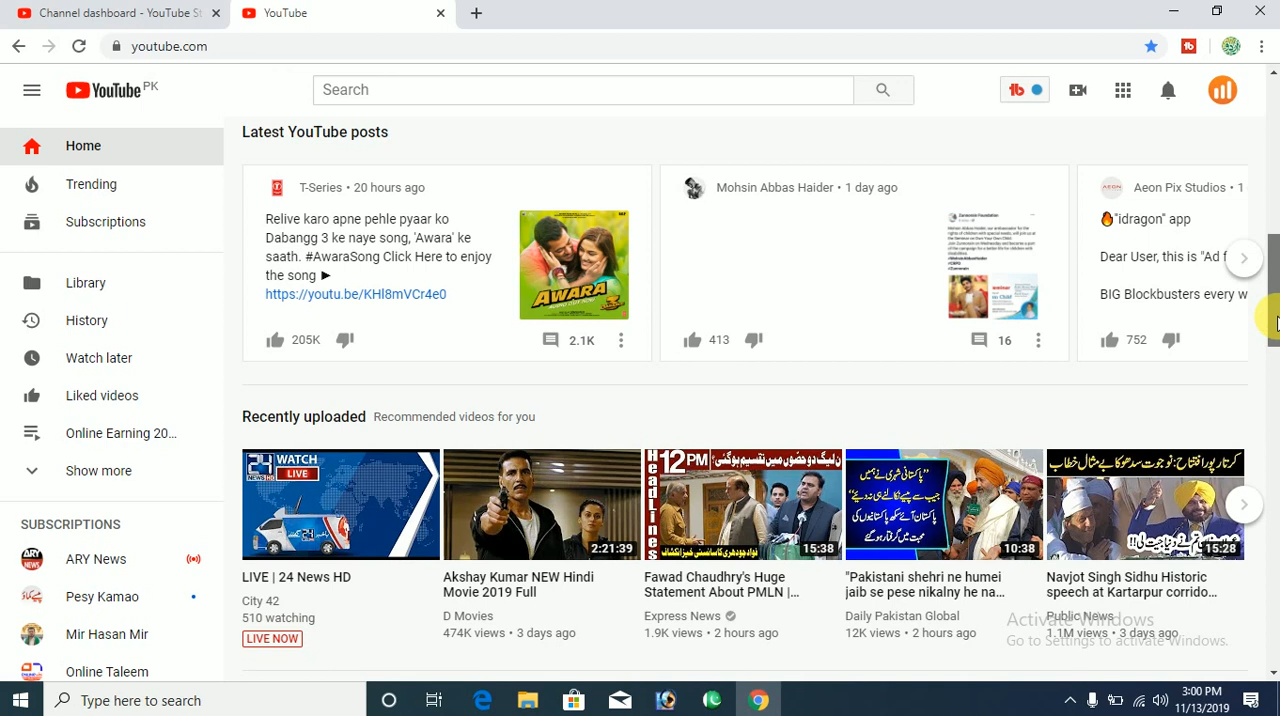 Channel dashboard - YouTube St
YouTube
youtube.com
YouTube PK
Search
Home
Trending
Subscriptions
Library
History
Watch later
Liked videos
Online Earning 20...
Show more
SUBSCRIPTIONS
ARY News
Pesy Kamao
Mir Hasan Mir
Online Taleem
Latest YouTube posts
T-Series • 20 hours ago
Relive karo apne pehle pyaar ko
Dabangg 3 ke naye song, 'Awara' ke
saath. #AwaraSong Click Here to enjoy
the song ▶
https://youtu.be/KHl8mVCr4e0
AWARA
205K
2.1K
Mohsin Abbas Haider • 1 day ago
413
16
Aeon Pix Studios • 1
"idragon" app
Dear User, this is "Ad f
BIG Blockbusters every w
752
Recently uploaded Recommended videos for you
24 WATCH
NEWS HD LIVE
LIVE | 24 News HD
City 42
510 watching
LIVE NOW
2:21:39
Akshay Kumar NEW Hindi
Movie 2019 Full
D Movies
474K views • 3 days ago
12PM
Headlines
15:38
Fawad Chaudhry's Huge
Statement About PMLN |...
Express News
1.9K views • 2 hours ago
10:38
"Pakistani shehri ne humei
jaib se pese nikalny he na...
Daily Pakistan Global
12K views • 2 hours ago
15:28
Navjot Singh Sidhu Historic
speech at Kartarpur corrido...
Public News
1.1M views • 3 days ago
Activate Windows
Go to Settings to activate Windows.
Type here to search
3:00 PM
11/13/2019